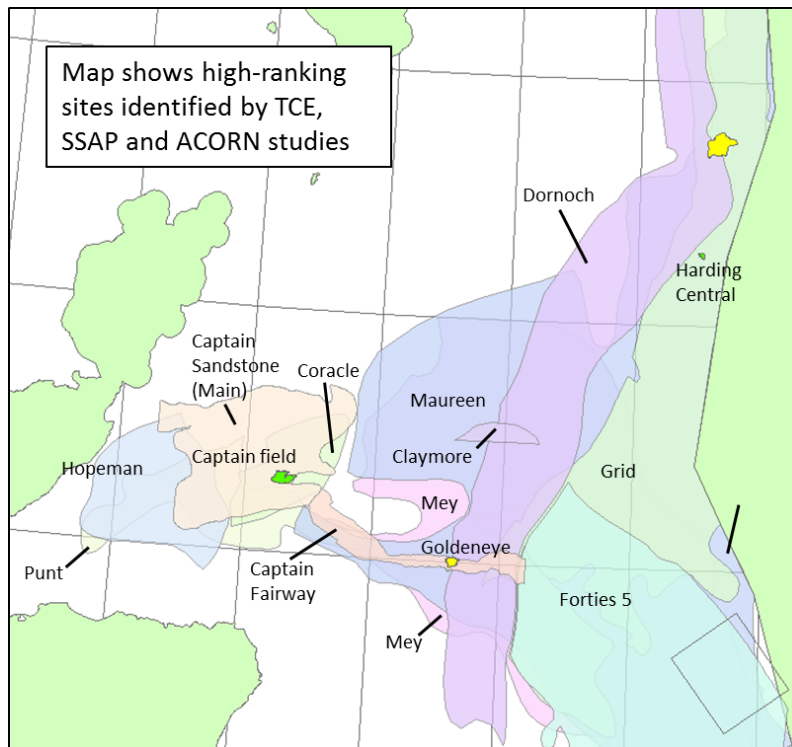 Map shows high-ranking
sites identified by TCE,
SSAP and ACORN studies
Dornoch
Harding
Central
Captain
Sandstone
(Main)
Coracle
Maureen
Claymore
Hopeman
Captain field
Grid
Mey
Goldeneye
Punt
Captain
Fairway
Forties 5
Mey